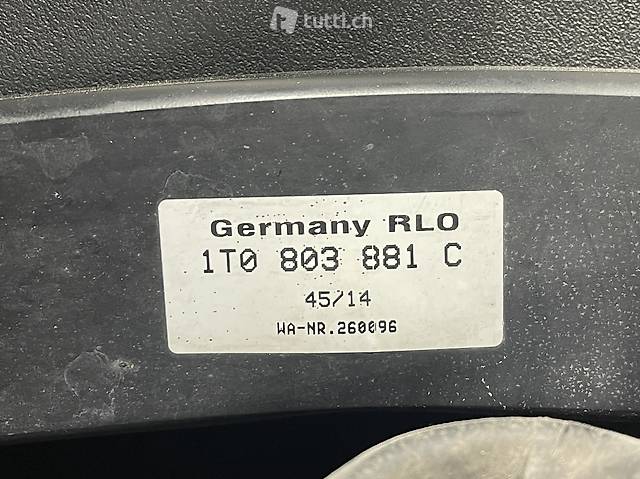 tutti.ch
Germany RLO
1T0 803 881 C
45/14
WA-NR.260096